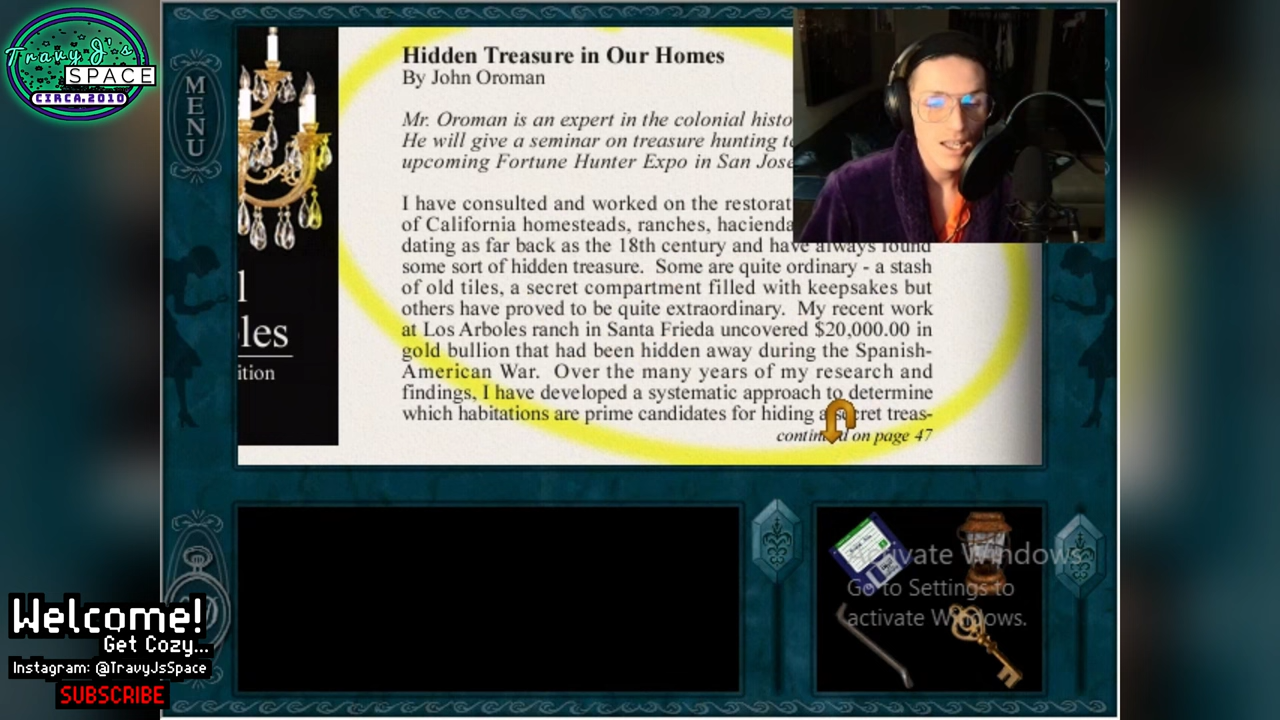 Travy J's
SPACE
CIRCA.2010
MENU
Hidden Treasure in Our Homes
By John Oroman
Mr. Oroman is an expert in the colonial histo
He will give a seminar on treasure hunting
upcoming Fortune Hunter Expo in San Jose
I have consulted and worked on the restorat
of California homesteads, ranches, hacienda
dating as far back as the 18th century and have always found
some sort of hidden treasure. Some are quite ordinary - a stash
of old tiles, a secret compartment filled with keepsakes but
others have proved to be quite extraordinary. My recent work
at Los Arboles ranch in Santa Frieda uncovered $20,000.00 in
gold bullion that had been hidden away during the Spanish-
American War. Over the many years of my research and
findings, I have developed a systematic approach to determine
which habitations are prime candidates for hiding a secret treas-
continued on page 47
les
ition
Activate Windows
Go to Settings to
activate Windows.
Welcome!
Get Cozy...
Instagram: @TravyJsSpace
SUBSCRIBE